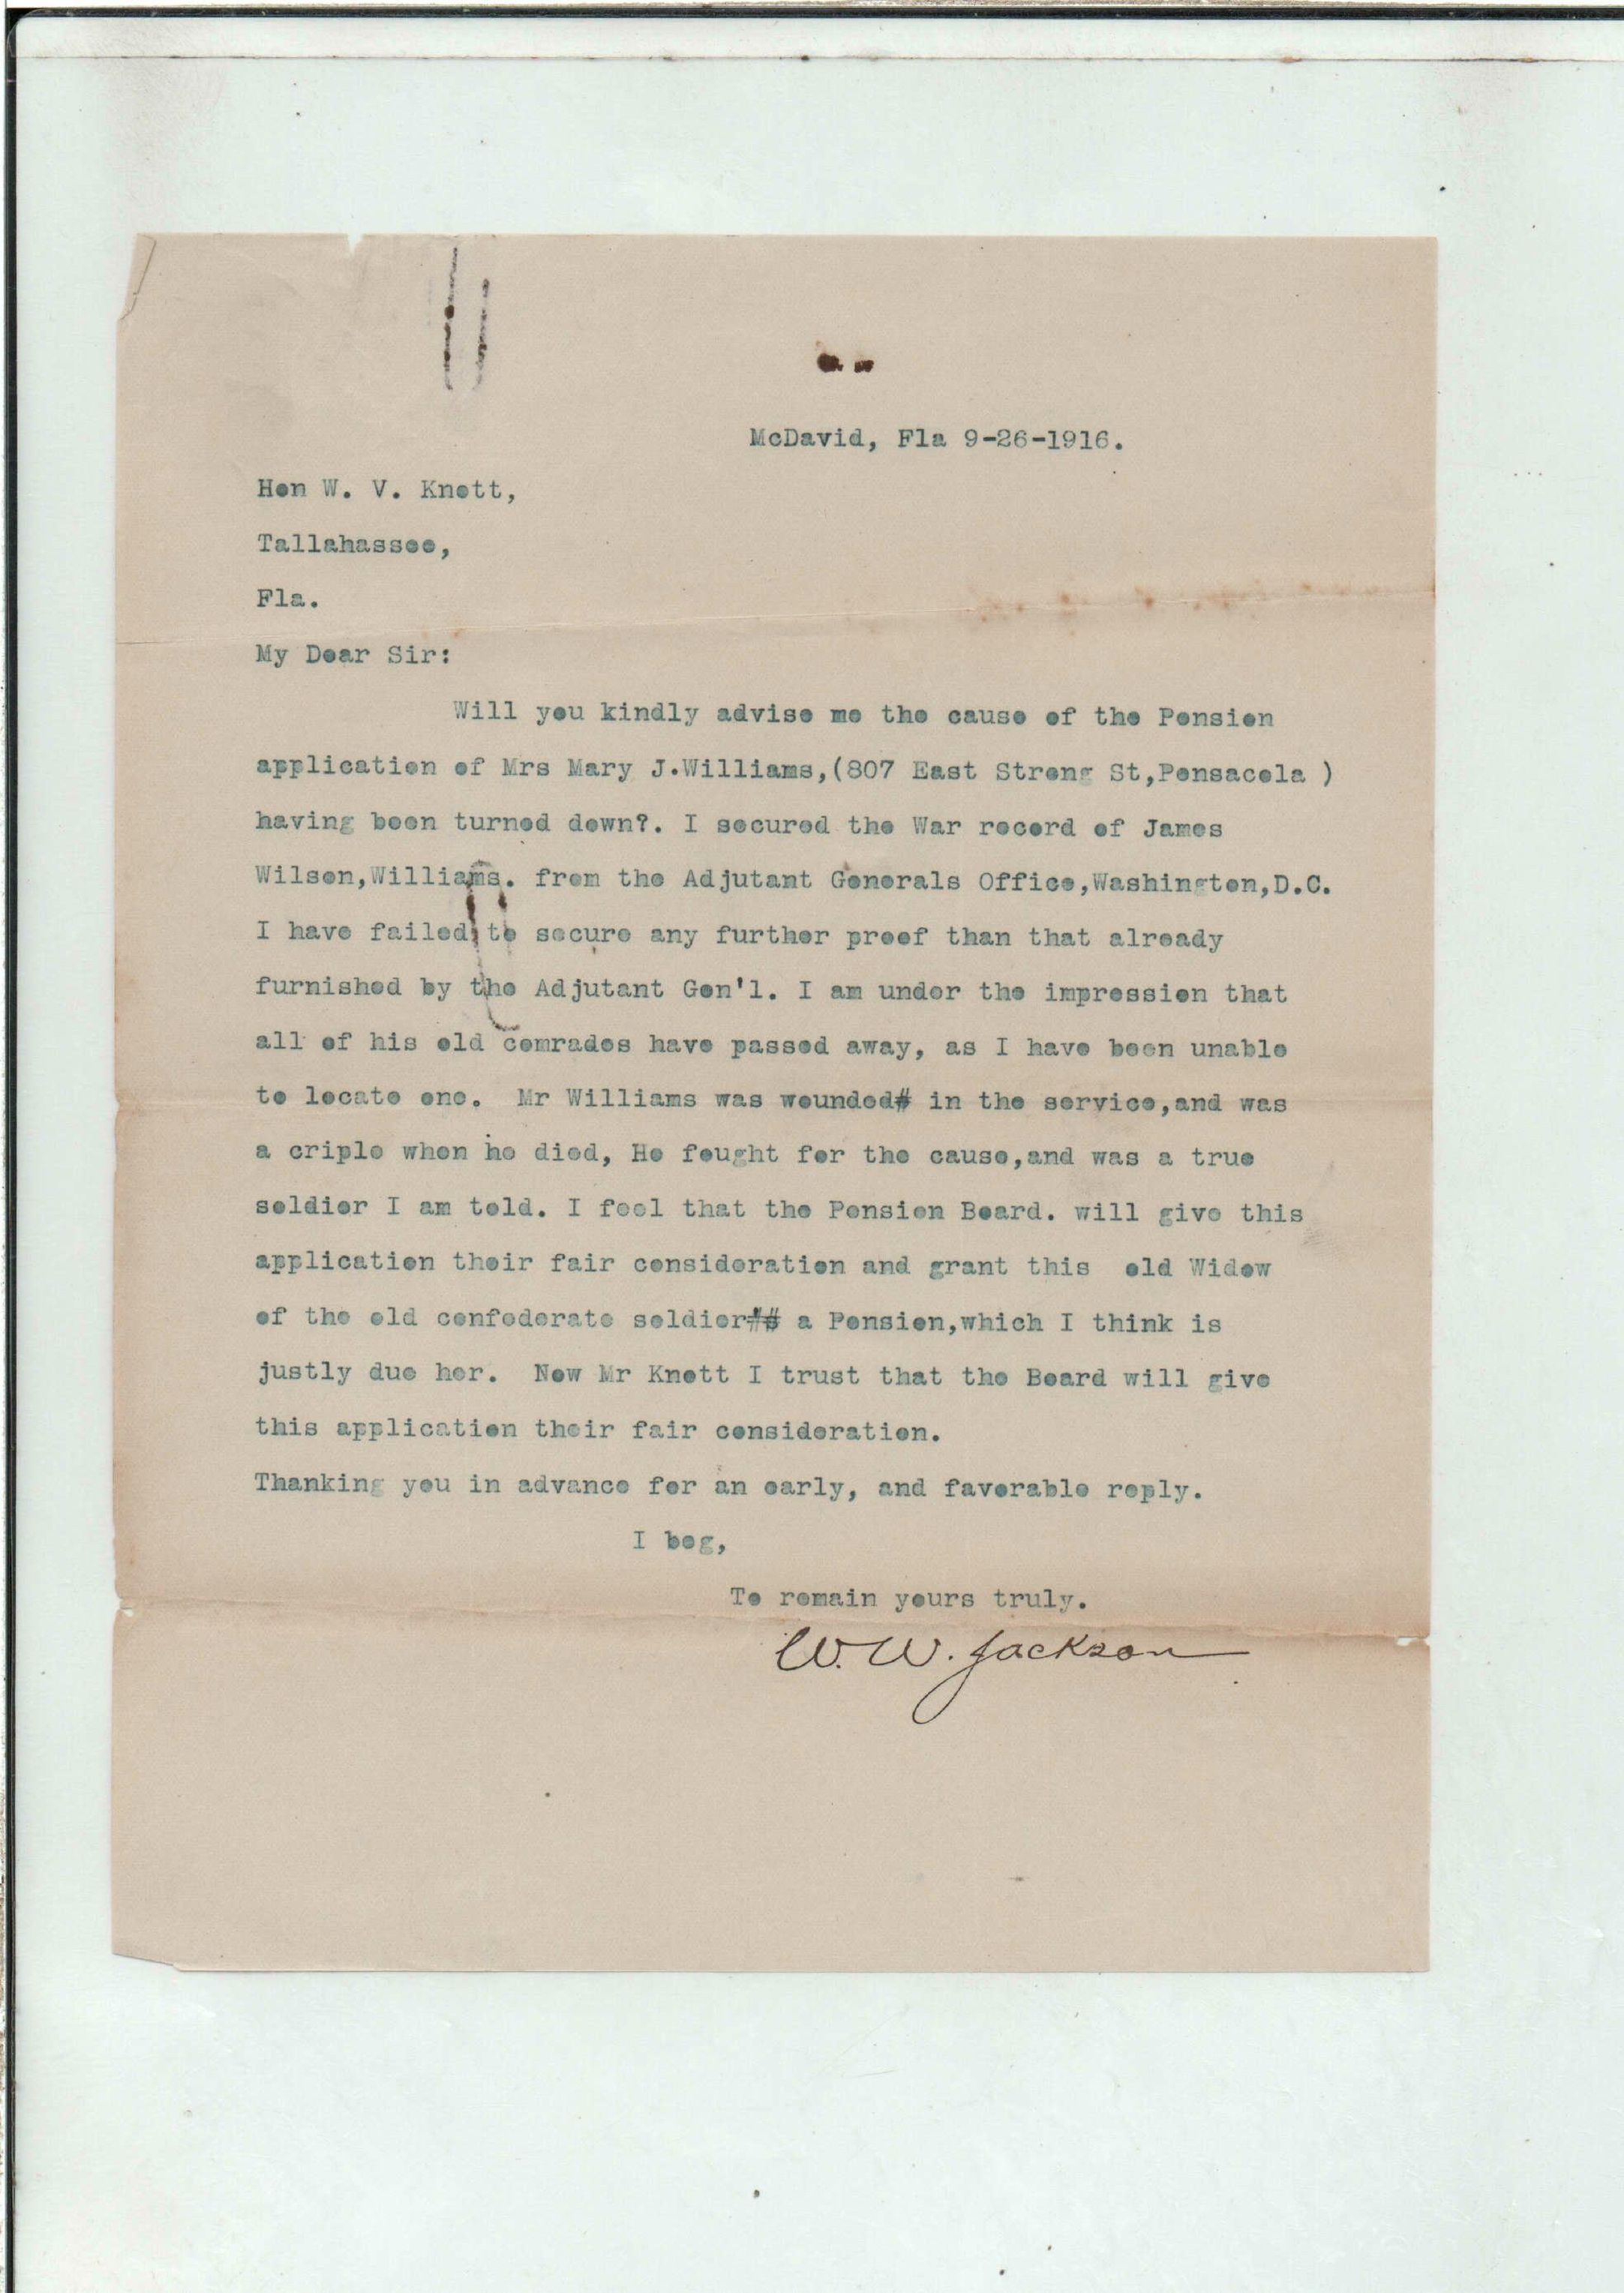 McDavid, Fla 9-26-1916.
Hon W. V. Knott,
Tallahassee,
Fla.
My Dear Sir:
Will you kindly advise me the cause of the Pension
application of Mrs Mary J.Williams,(807 East Strong St,Pensacola )
having been turned down?. I secured the War record of James
Wilson,Williams. from the Adjutant Generals Office,Washington,D.C.
I have failed to secure any further proof than that already
furnished by the Adjutant Gen'l. I am under the impression that
all of his old comrades have passed away, as I have been unable
to locate one. Mr Williams was wounded# in the service,and was
a criple when he died, He fought for the cause,and was a true
soldier I am told. I feel that the Pension Board. will give this
application their fair consideration and grant this old Widow
of the old confederate soldier## a Pension,which I think is
justly due her. Now Mr Knott I trust that the Board will give
this application their fair consideration.
Thanking you in advance for an early, and favorable reply.
I beg,
To remain yours truly.
W. W. Jackson